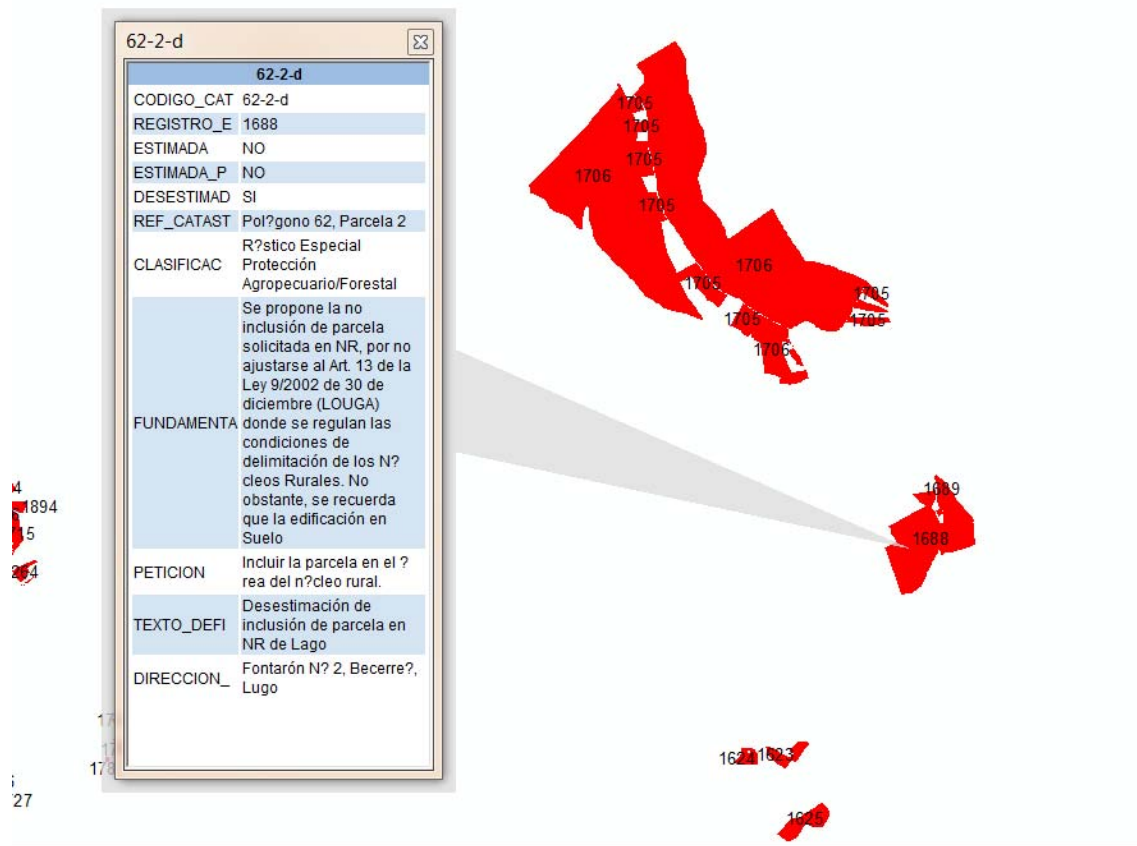 62-2-d
62-2-d
CODIGO_CAT 62-2-d
REGISTRO_E 1688
ESTIMADA NO
ESTIMADA_P NO
DESESTIMAD SI
REF_CATAST Pol?gono 62, Parcela 2
CLASIFICAC
R?stico Especial
Protección
Agropecuario/Forestal
FUNDAMENTA
Se propone la no
inclusión de parcela
solicitada en NR, por no
ajustarse al Art. 13 de la
Ley 9/2002 de 30 de
diciembre (LOUGA)
donde se regulan las
condiciones de
delimitación de los N?
cleos Rurales. No
obstante, se recuerda
que la edificación en
Suelo
PETICION
Incluir la parcela en el ?
rea del n?cleo rural.
TEXTO_DEFI
Desestimación de
inclusión de parcela en
NR de Lago
DIRECCION_
Fontarón N? 2, Becerre?,
Lugo
1705
1705
1705
1706
1705
1706
1705
1705
1705
1705
1706
1689
1688
1894
1624
1623
1625